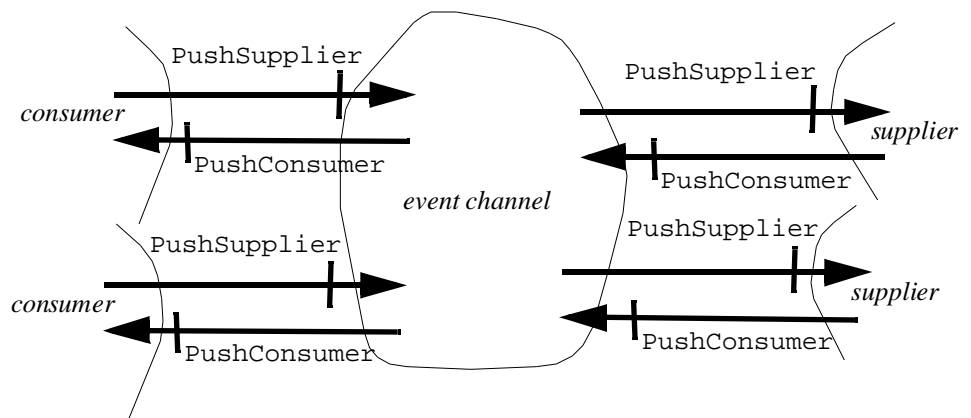 PushSupplier
PushSupplier
consumer
supplier
PushConsumer
PushConsumer
event channel
PushSupplier
PushSupplier
consumer
supplier
PushConsumer
PushConsumer